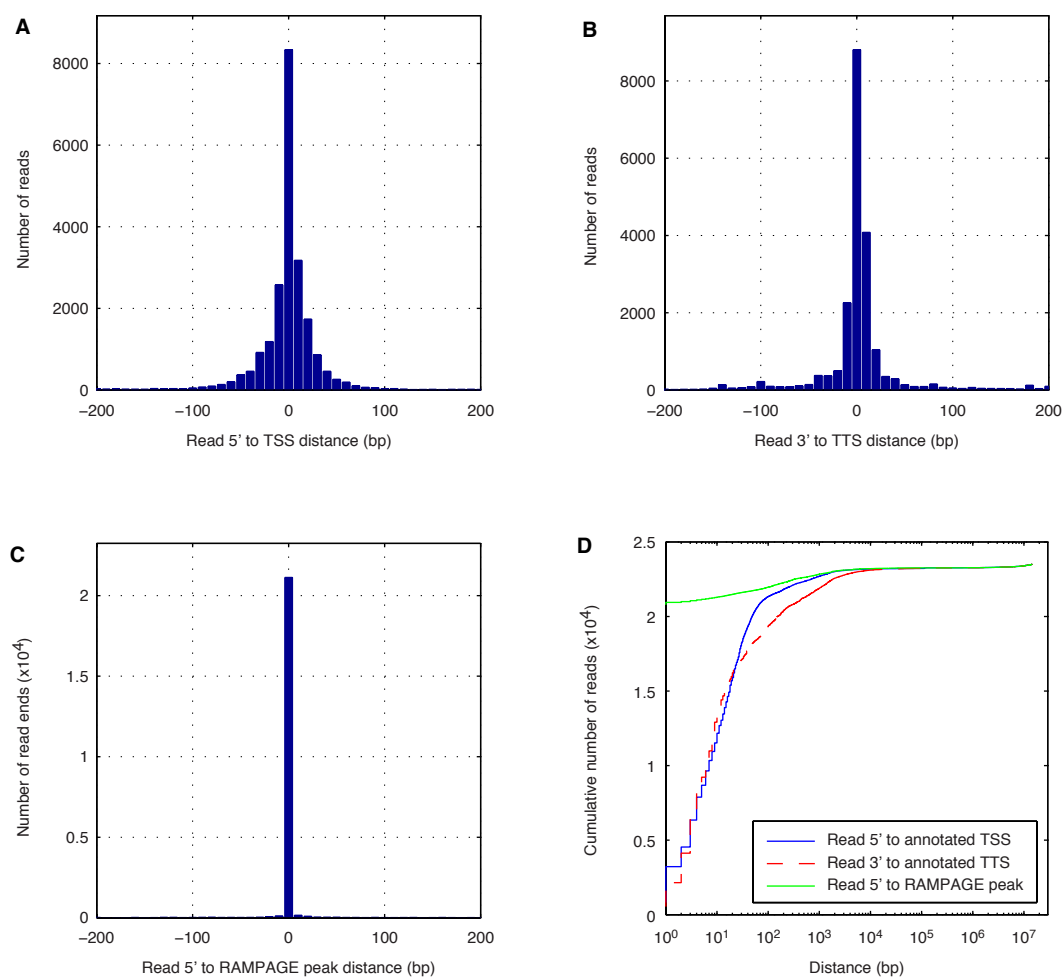 A
8000
6000
4000
2000
0
−200
−100
0
100
200
Number of reads
Read 5’ to TSS distance (bp)
B
8000
6000
4000
2000
0
−200
−100
0
100
200
Number of reads
Read 3’ to TTS distance (bp)
C
2
1.5
1
0.5
0
−200
−100
0
100
200
Number of read ends (x10⁴)
Read 5’ to RAMPAGE peak distance (bp)
D
2.5
2
1.5
1
0.5
0
10⁰
10¹
10²
10³
10⁴
10⁵
10⁶
10⁷
Cumulative number of reads (x10⁴)
Distance (bp)
Read 5’ to annotated TSS
Read 3’ to annotated TTS
Read 5’ to RAMPAGE peak